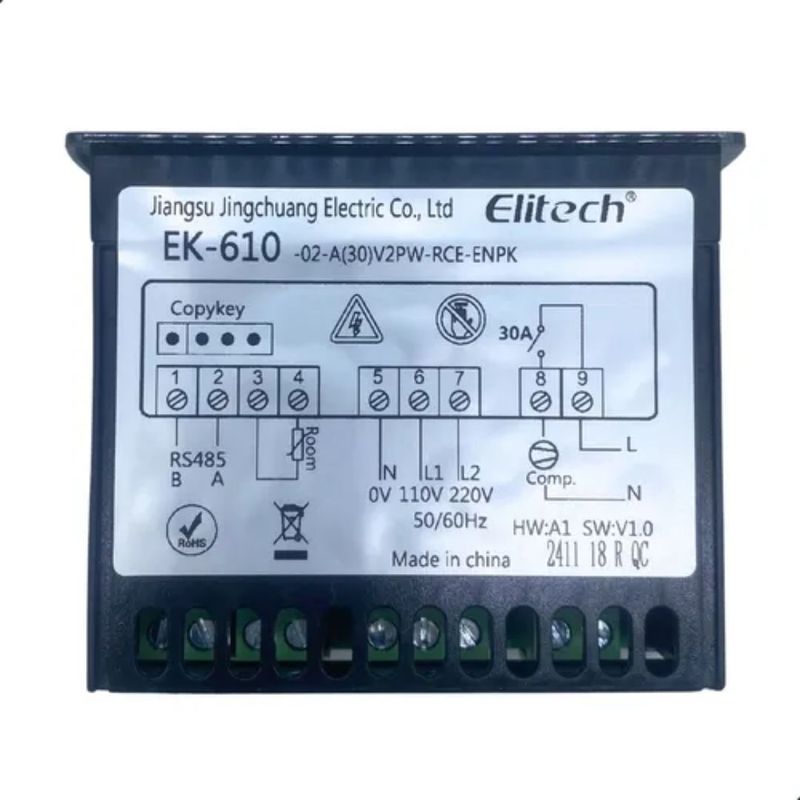 Jiangsu Jingchuang Electric Co., Ltd Elitech®
EK-610 -02-A(30)V2PW-RCE-ENPK
Copykey
30A
1 2 3 4 5 6 7 8 9
Room
RS485
B A
N L1 L2
0V 110V 220V
50/60Hz
L
Comp.
N
RoHS
HW:A1 SW:V1.0
Made in china 2411 18 R QC